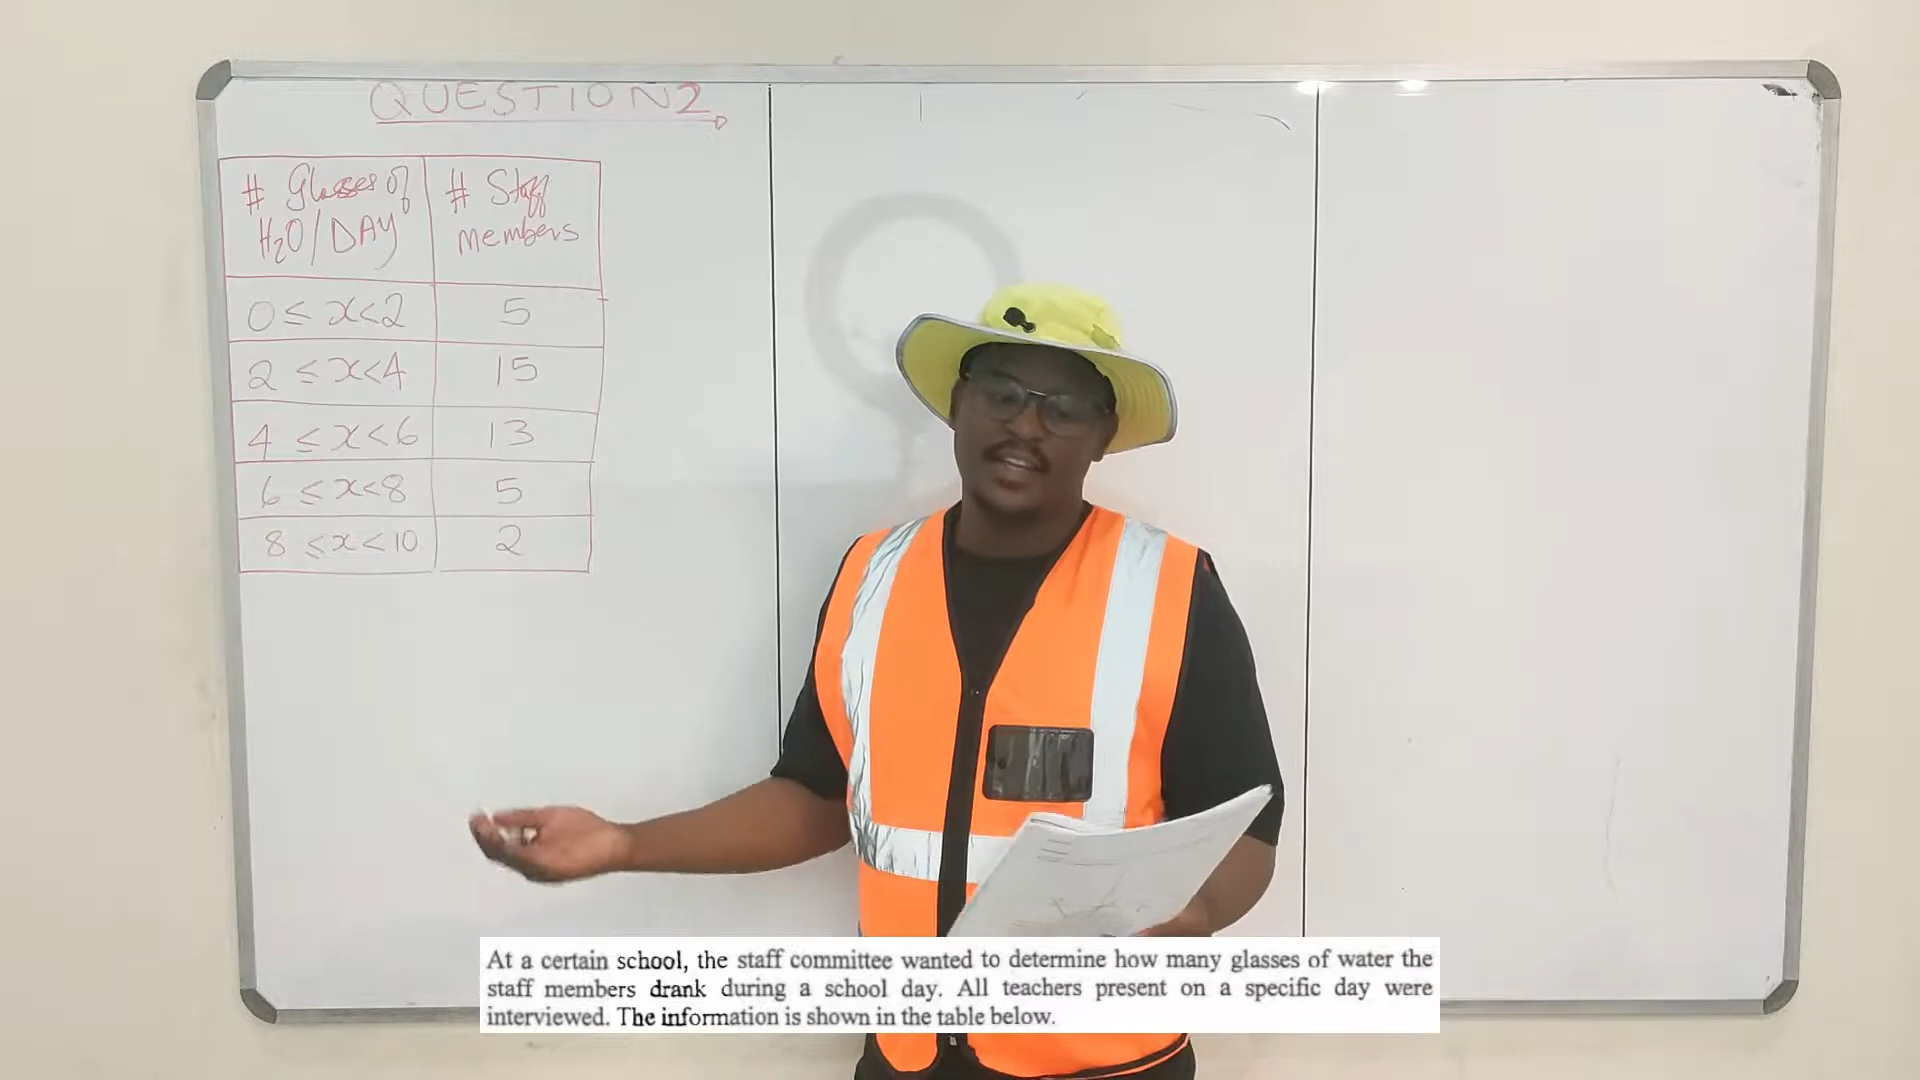 QUESTION 2
# Glasses of
H₂O/DAY
# Staff
members
0 ≤ x < 2
5
2 ≤ x < 4
15
4 ≤ x < 6
13
6 ≤ x < 8
5
8 ≤ x < 10
2
At a certain school, the staff committee wanted to determine how many glasses of water the
staff members drank during a school day. All teachers present on a specific day were
interviewed. The information is shown in the table below.